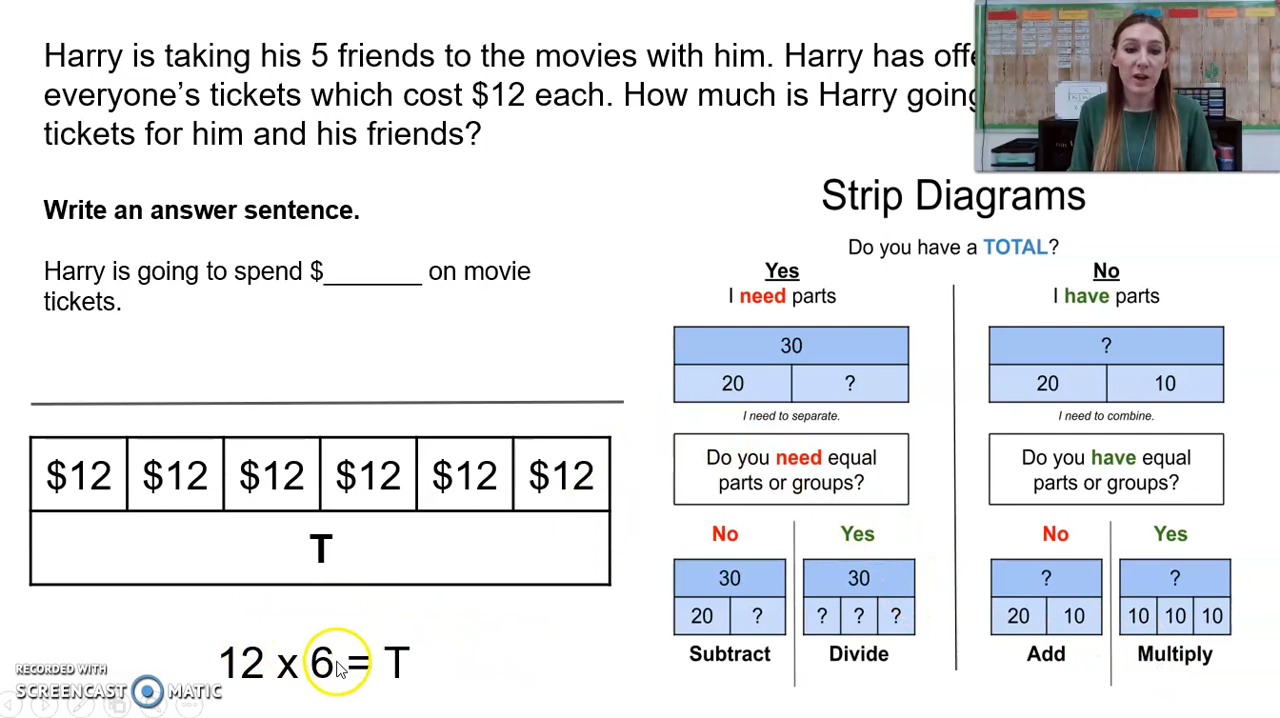 Harry is taking his 5 friends to the movies with him. Harry has
everyone's tickets which cost $12 each. How much is Harry
tickets for him and his friends?
Write an answer sentence.
Harry is going to spend $_______ on movie
tickets.
$12 $12 $12 $12 $12 $12
T
12 x 6 = T
RECORDED WITH
SCREENCAST MATIC
Strip Diagrams
Do you have a TOTAL?
Yes
I need parts
30
20 ?
I need to separate.
Do you need equal
parts or groups?
No
30
20 ?
Subtract
Yes
30
? ? ?
Divide
No
I have parts
?
20 10
I need to combine.
Do you have equal
parts or groups?
No
?
20 10
Add
Yes
?
10 10 10
Multiply